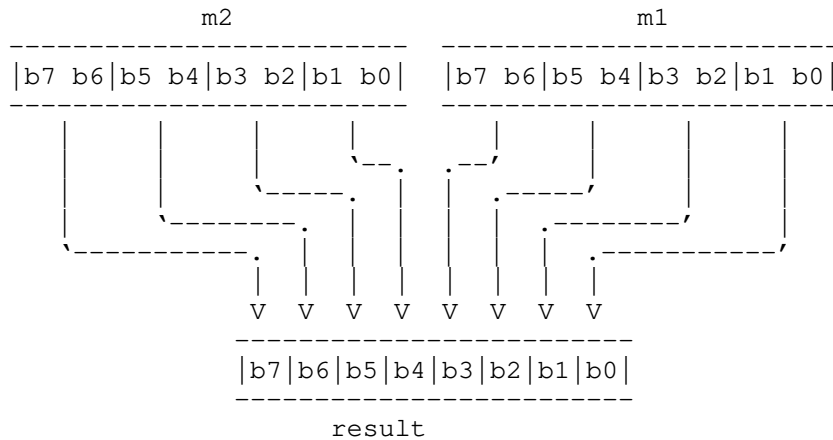 m2 m1
|b7 b6|b5 b4|b3 b2|b1 b0| |b7 b6|b5 b4|b3 b2|b1 b0|
V V V V V V V V
|b7|b6|b5|b4|b3|b2|b1|b0|
result